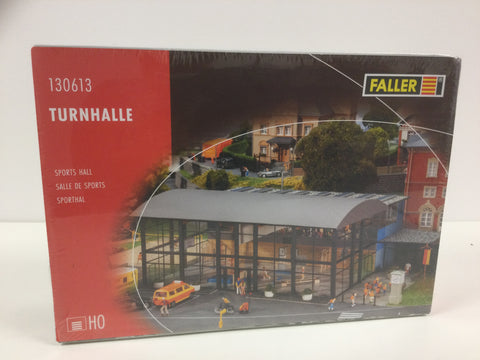 130613
TURNHALLE
FALLER
SPORTS HALL
SALLE DE SPORTS
SPORTHAL
HO